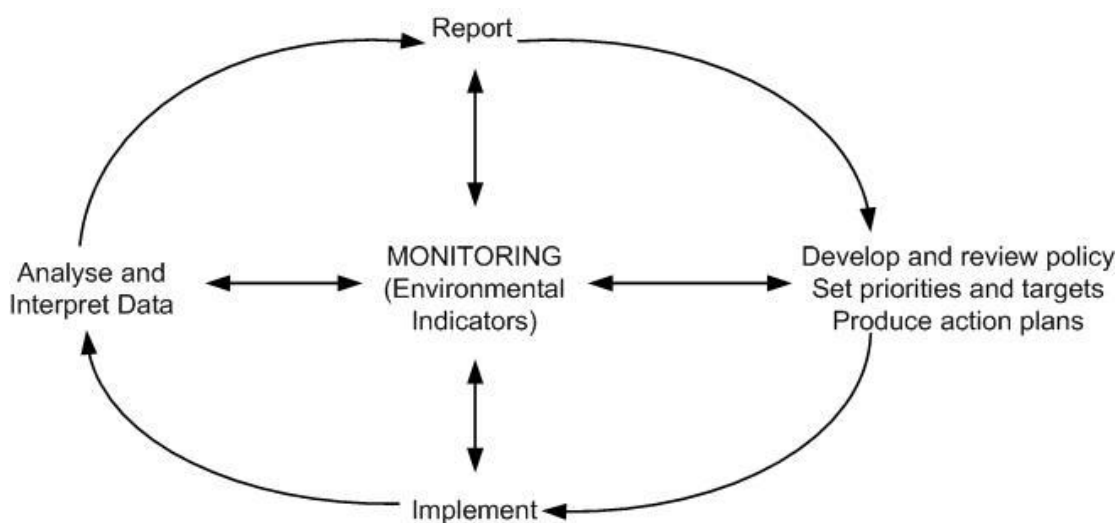 Report
Analyse and
Interpret Data
MONITORING
(Environmental
Indicators)
Develop and review policy
Set priorities and targets
Produce action plans
Implement